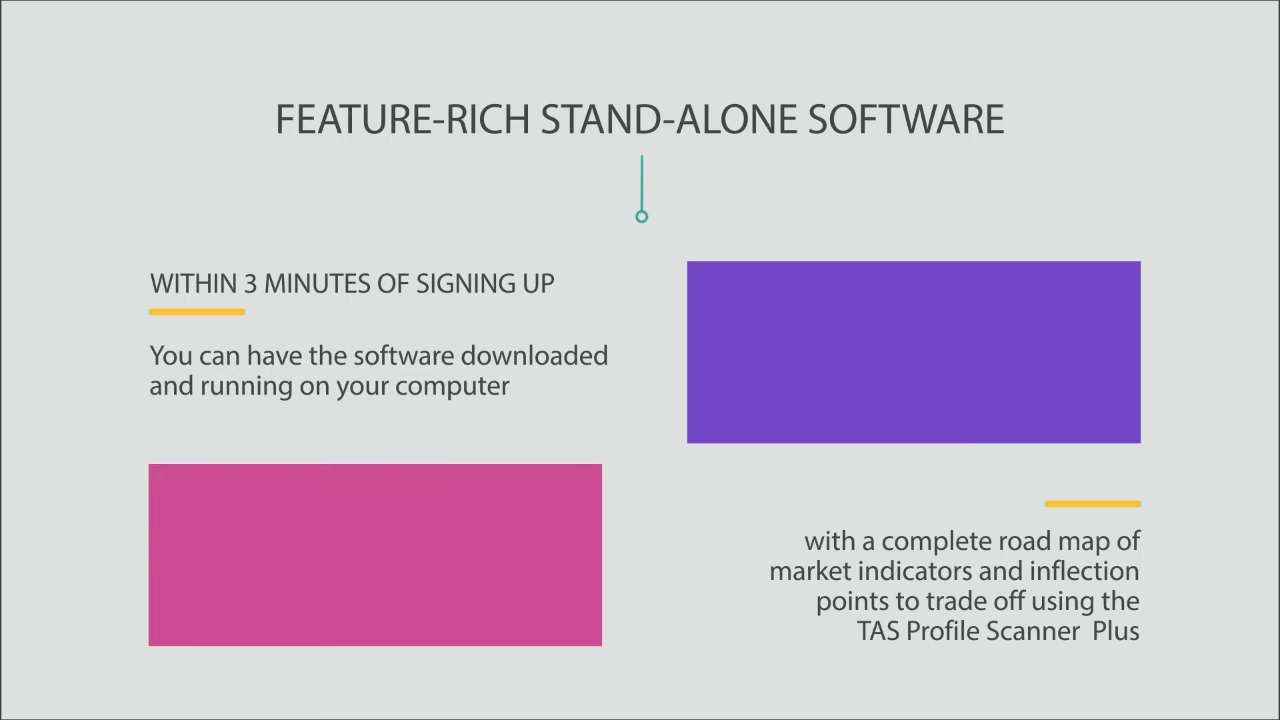 FEATURE-RICH STAND-ALONE SOFTWARE
WITHIN 3 MINUTES OF SIGNING UP
You can have the software downloaded
and running on your computer
with a complete road map of
market indicators and inflection
points to trade off using the
TAS Profile Scanner  Plus